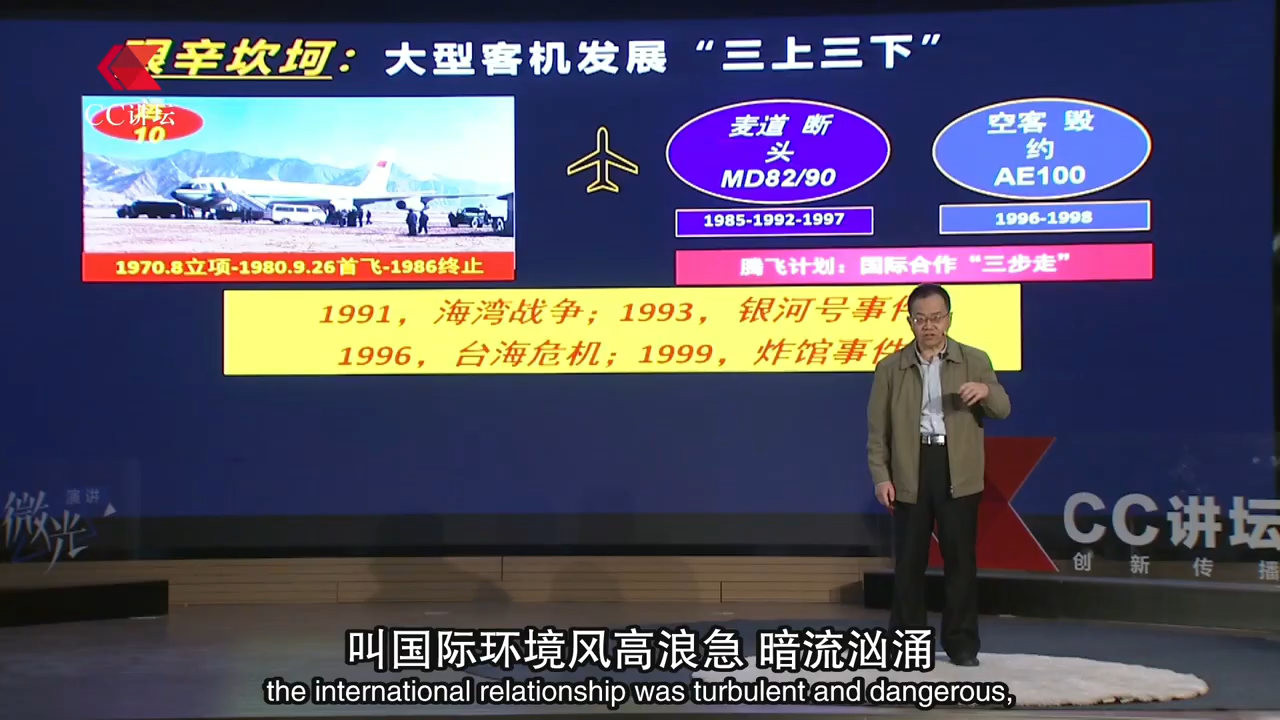 艰辛坎坷：大型客机发展“三上三下”
CC讲坛
10
麦道 断
头
MD82/90
空客 毁
约
AE100
1985-1992-1997
1996-1998
1970.8立项-1980.9.26首飞-1986终止
腾飞计划：国际合作“三步走”
1991，海湾战争；1993，银河号事件
1996，台海危机；1999，炸馆事件
微光
演讲
CC讲坛
创新传播
叫国际环境风高浪急 暗流汹涌
the international relationship was turbulent and dangerous,